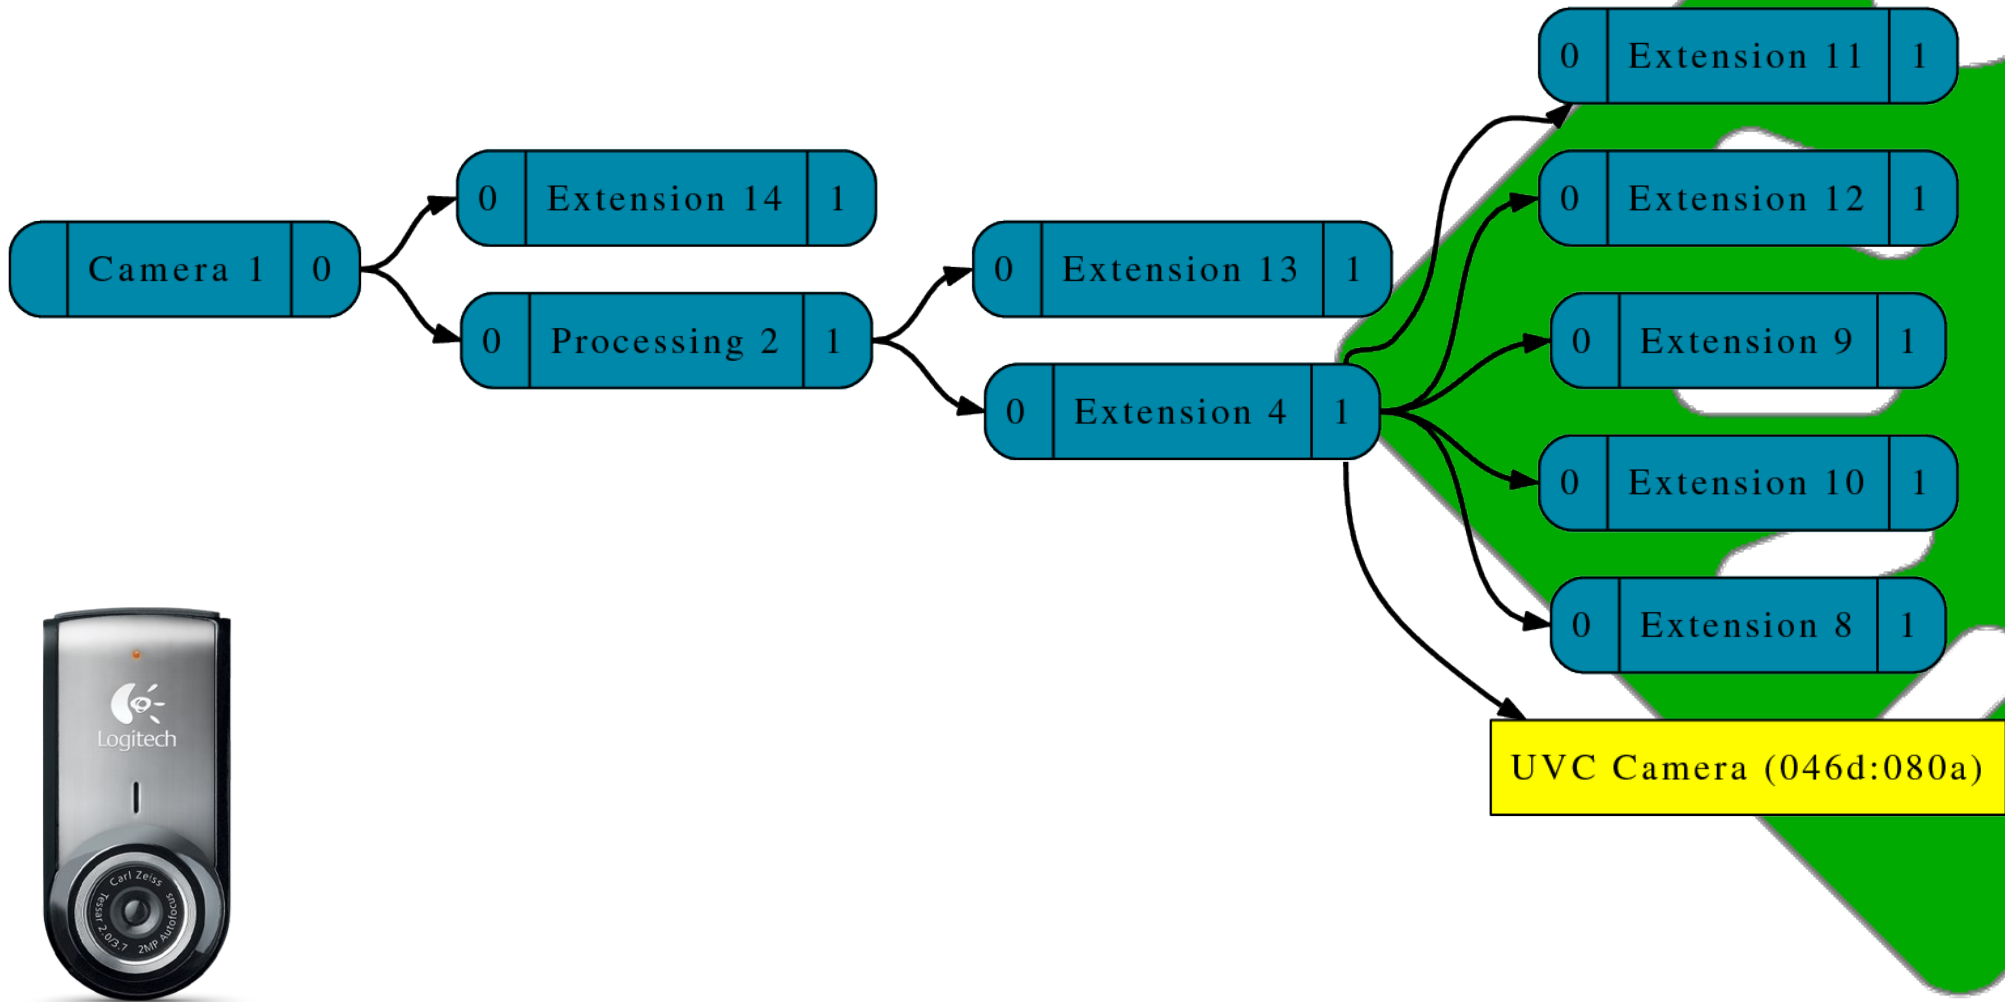 0 Extension 11 1
0 Extension 14 1
0 Extension 12 1
Camera 1 0
0 Extension 13 1
0 Processing 2 1
0 Extension 9 1
0 Extension 4 1
0 Extension 10 1
0 Extension 8 1
UVC Camera (046d:080a)
Logitech
Carl Zeiss
Tessar 2.0/3.7 2MP Autofocus